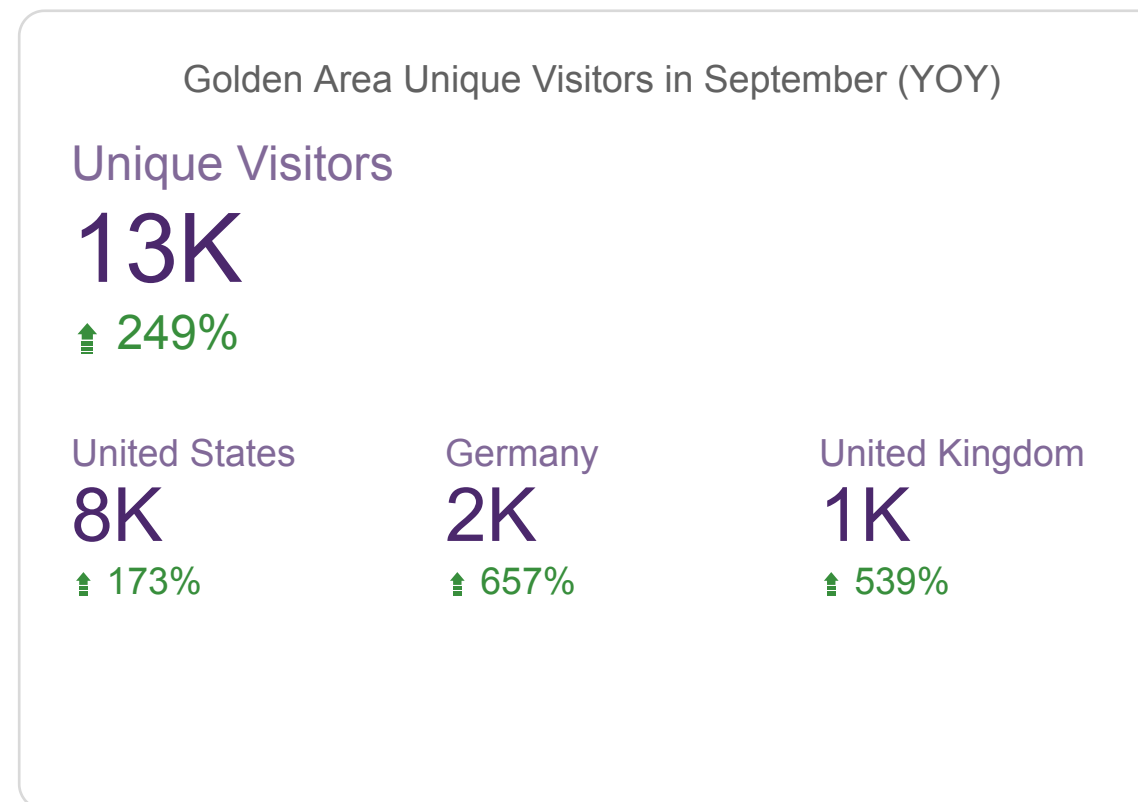 Golden Area Unique Visitors in September (YOY)
Unique Visitors
13K
249%
United States Germany United Kingdom
8K 2K 1K
173% 657% 539%